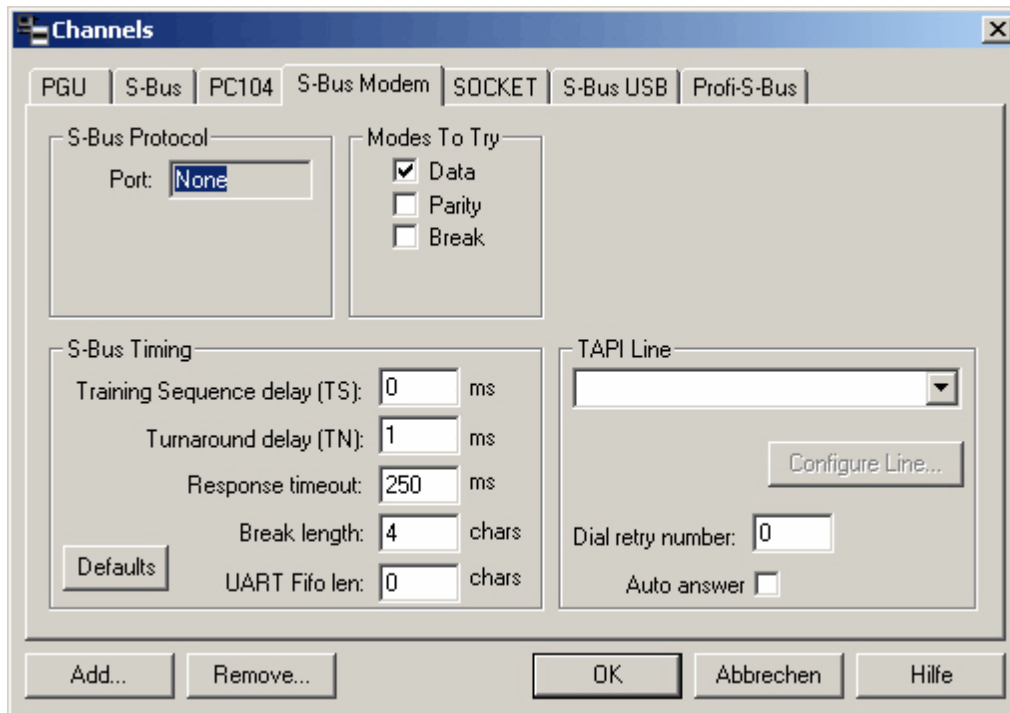 Channels
PGU S-Bus PC104 S-Bus Modem SOCKET S-Bus USB Profi-S-Bus
S-Bus Protocol
Port: None
Modes To Try
Data
Parity
Break
S-Bus Timing
Training Sequence delay (TS): 0 ms
Turnaround delay (TN): 1 ms
Response timeout: 250 ms
Break length: 4 chars
UART Fifo len: 0 chars
Defaults
TAPI Line
Configure Line...
Dial retry number: 0
Auto answer
Add... Remove... OK Abbrechen Hilfe